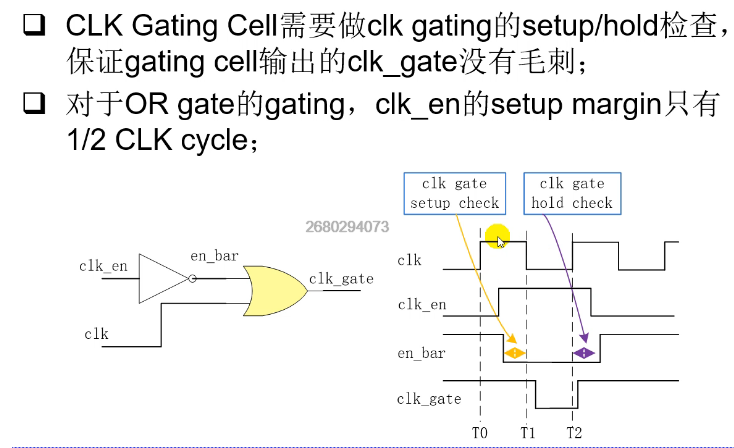 CLK Gating Cell需要做clk gating的setup/hold检查，
保证gating cell输出的clk_gate没有毛刺；
对于OR gate的gating，clk_en的setup margin只有
1/2 CLK cycle；
clk gate
setup check
clk gate
hold check
2680294073
clk_en
en_bar
clk_gate
clk
clk
clk_en
en_bar
clk_gate
T0
T1
T2